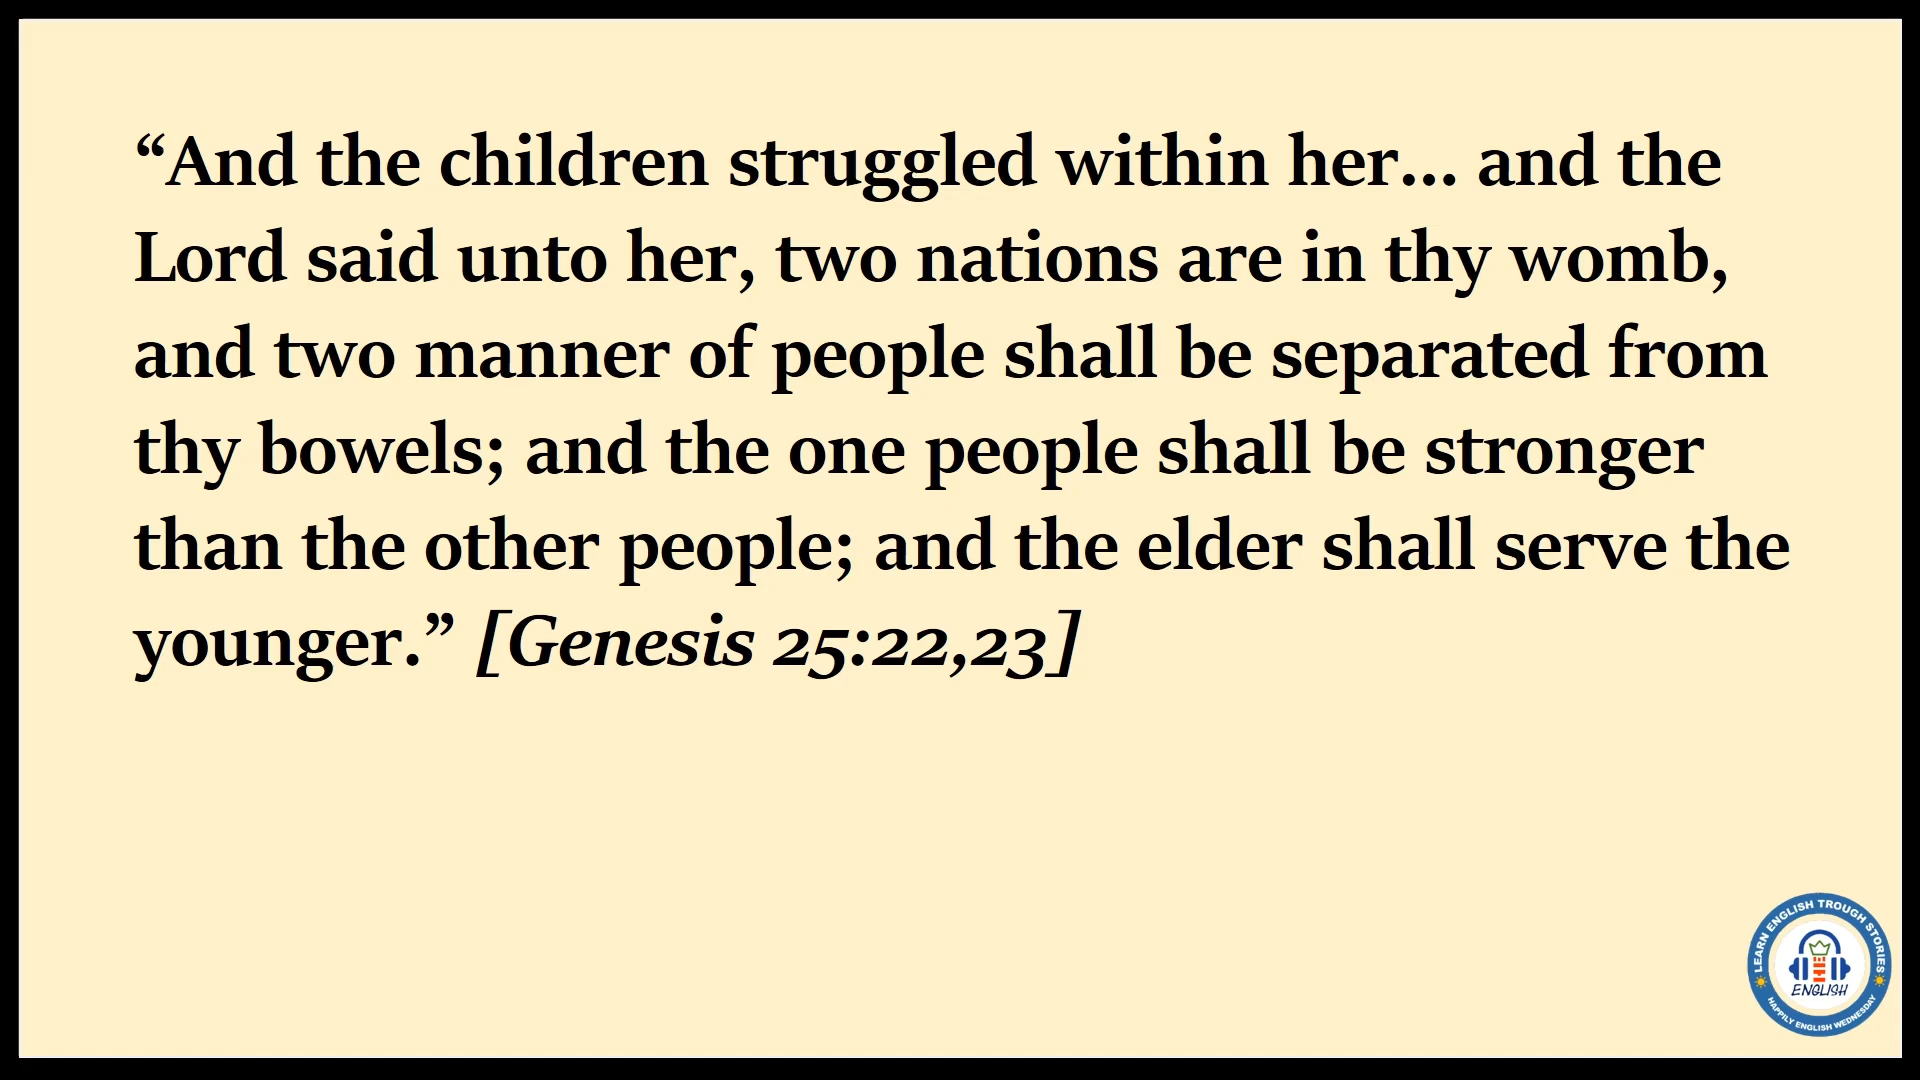 “And the children struggled within her... and the
Lord said unto her, two nations are in thy womb,
and two manner of people shall be separated from
thy bowels; and the one people shall be stronger
than the other people; and the elder shall serve the
younger.” [Genesis 25:22,23]
LEARN ENGLISH TROUGH STORIES
ENGLISH
HAPPILY ENGLISH WEDNESDAY